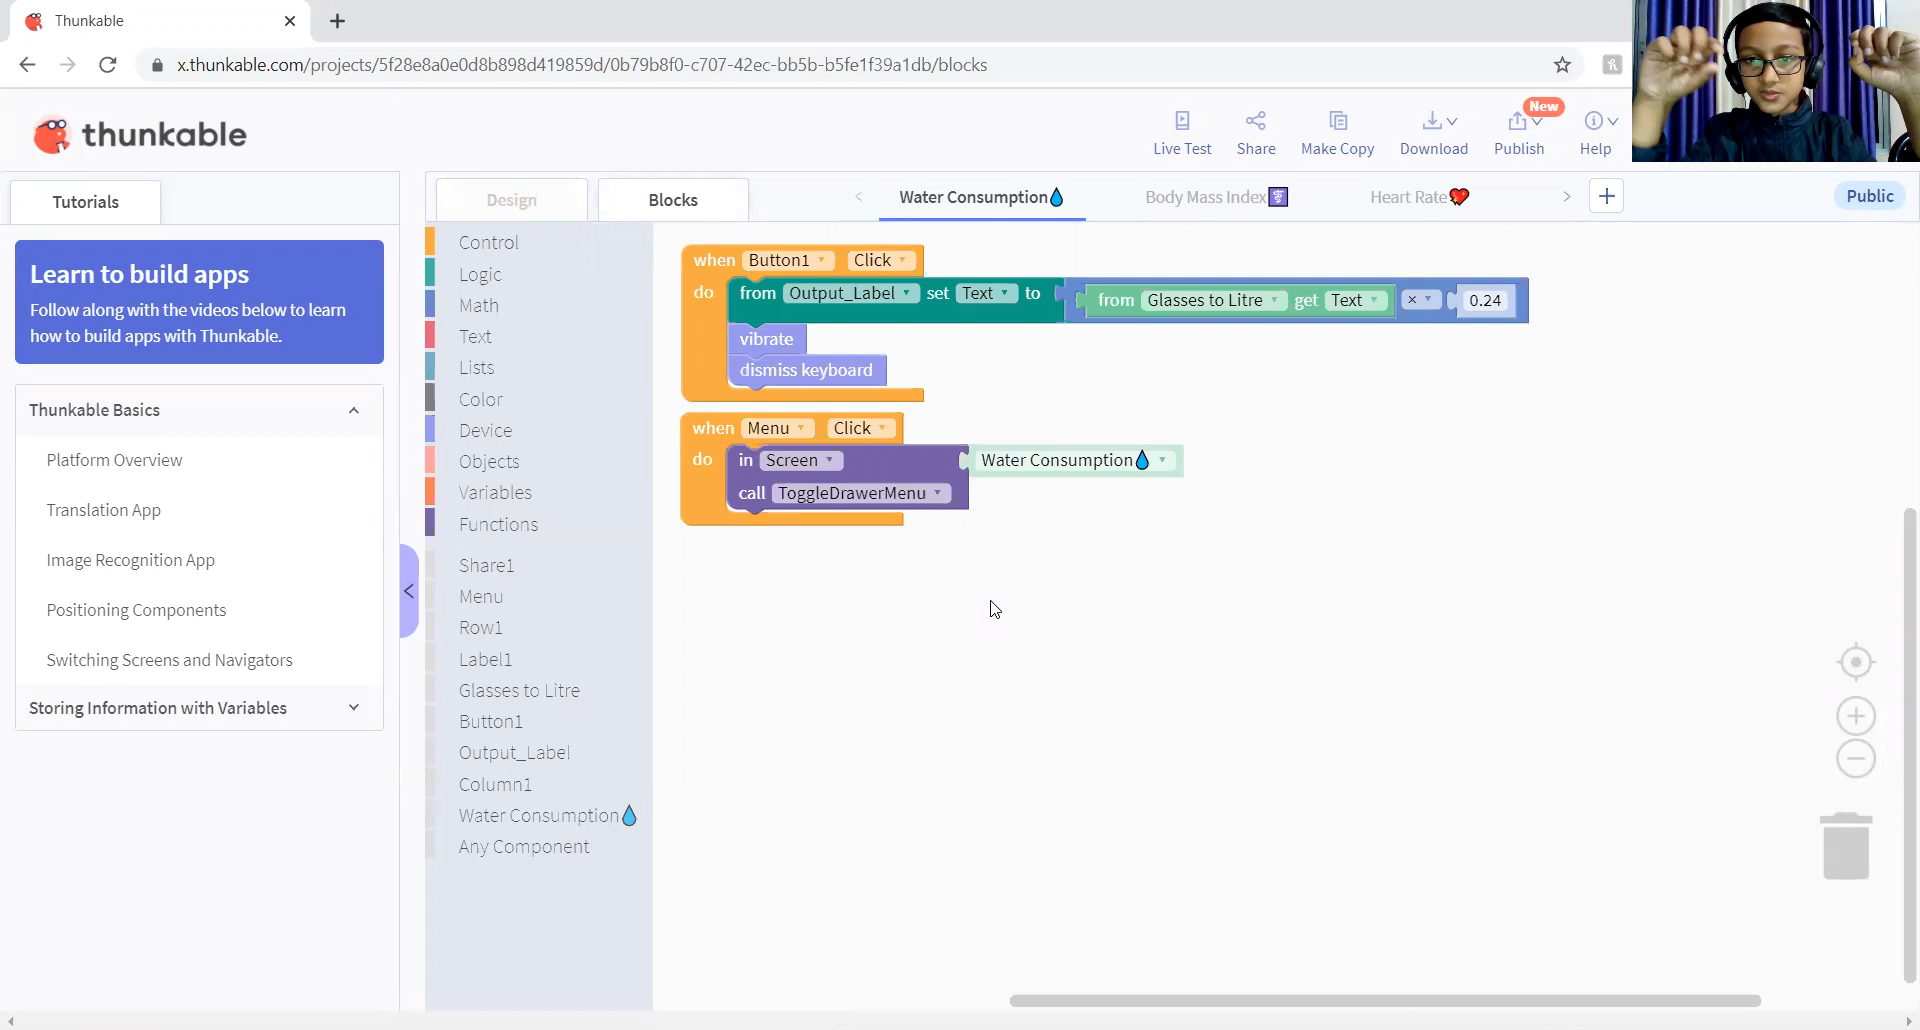 Thunkable
x.thunkable.com/projects/5f28e8a0e0d8b898d419859d/0b79b8f0-c707-42ec-bb5b-b5fe1f39a1db/blocks
thunkable
Live Test
Share
Make Copy
Download
New
Publish
Help
Tutorials
Design
Blocks
Water Consumption💧
Body Mass Index⚕
Heart Rate💖
Public
Learn to build apps
Follow along with the videos below to learn
how to build apps with Thunkable.
Thunkable Basics
Platform Overview
Translation App
Image Recognition App
Positioning Components
Switching Screens and Navigators
Storing Information with Variables
Control
Logic
Math
Text
Lists
Color
Device
Objects
Variables
Functions
Share1
Menu
Row1
Label1
Glasses to Litre
Button1
Output_Label
Column1
Water Consumption💧
Any Component
when Button1 Click
do from Output_Label set Text to from Glasses to Litre get Text × 0.24
vibrate
dismiss keyboard
when Menu Click
do in Screen Water Consumption💧
call ToggleDrawerMenu